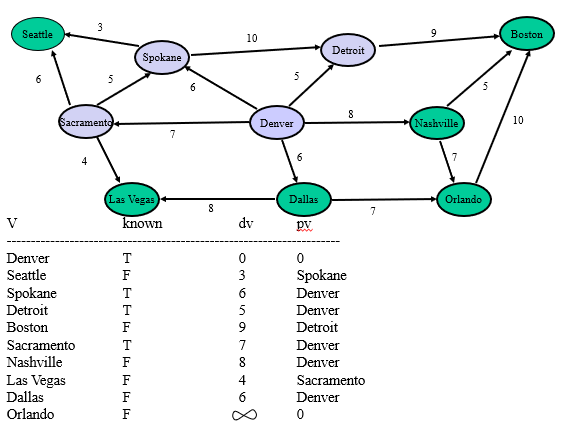 Seattle
3
Spokane
10
Detroit
9
Boston
6
5
6
5
5
10
Sacramento
7
Denver
8
Nashville
4
6
7
Las Vegas
8
Dallas
7
Orlando
V known dv pv
----------------------------------------------------------------
Denver T 0 0
Seattle F 3 Spokane
Spokane T 6 Denver
Detroit T 5 Denver
Boston F 9 Detroit
Sacramento T 7 Denver
Nashville F 8 Denver
Las Vegas F 4 Sacramento
Dallas F 6 Denver
Orlando F ∞ 0